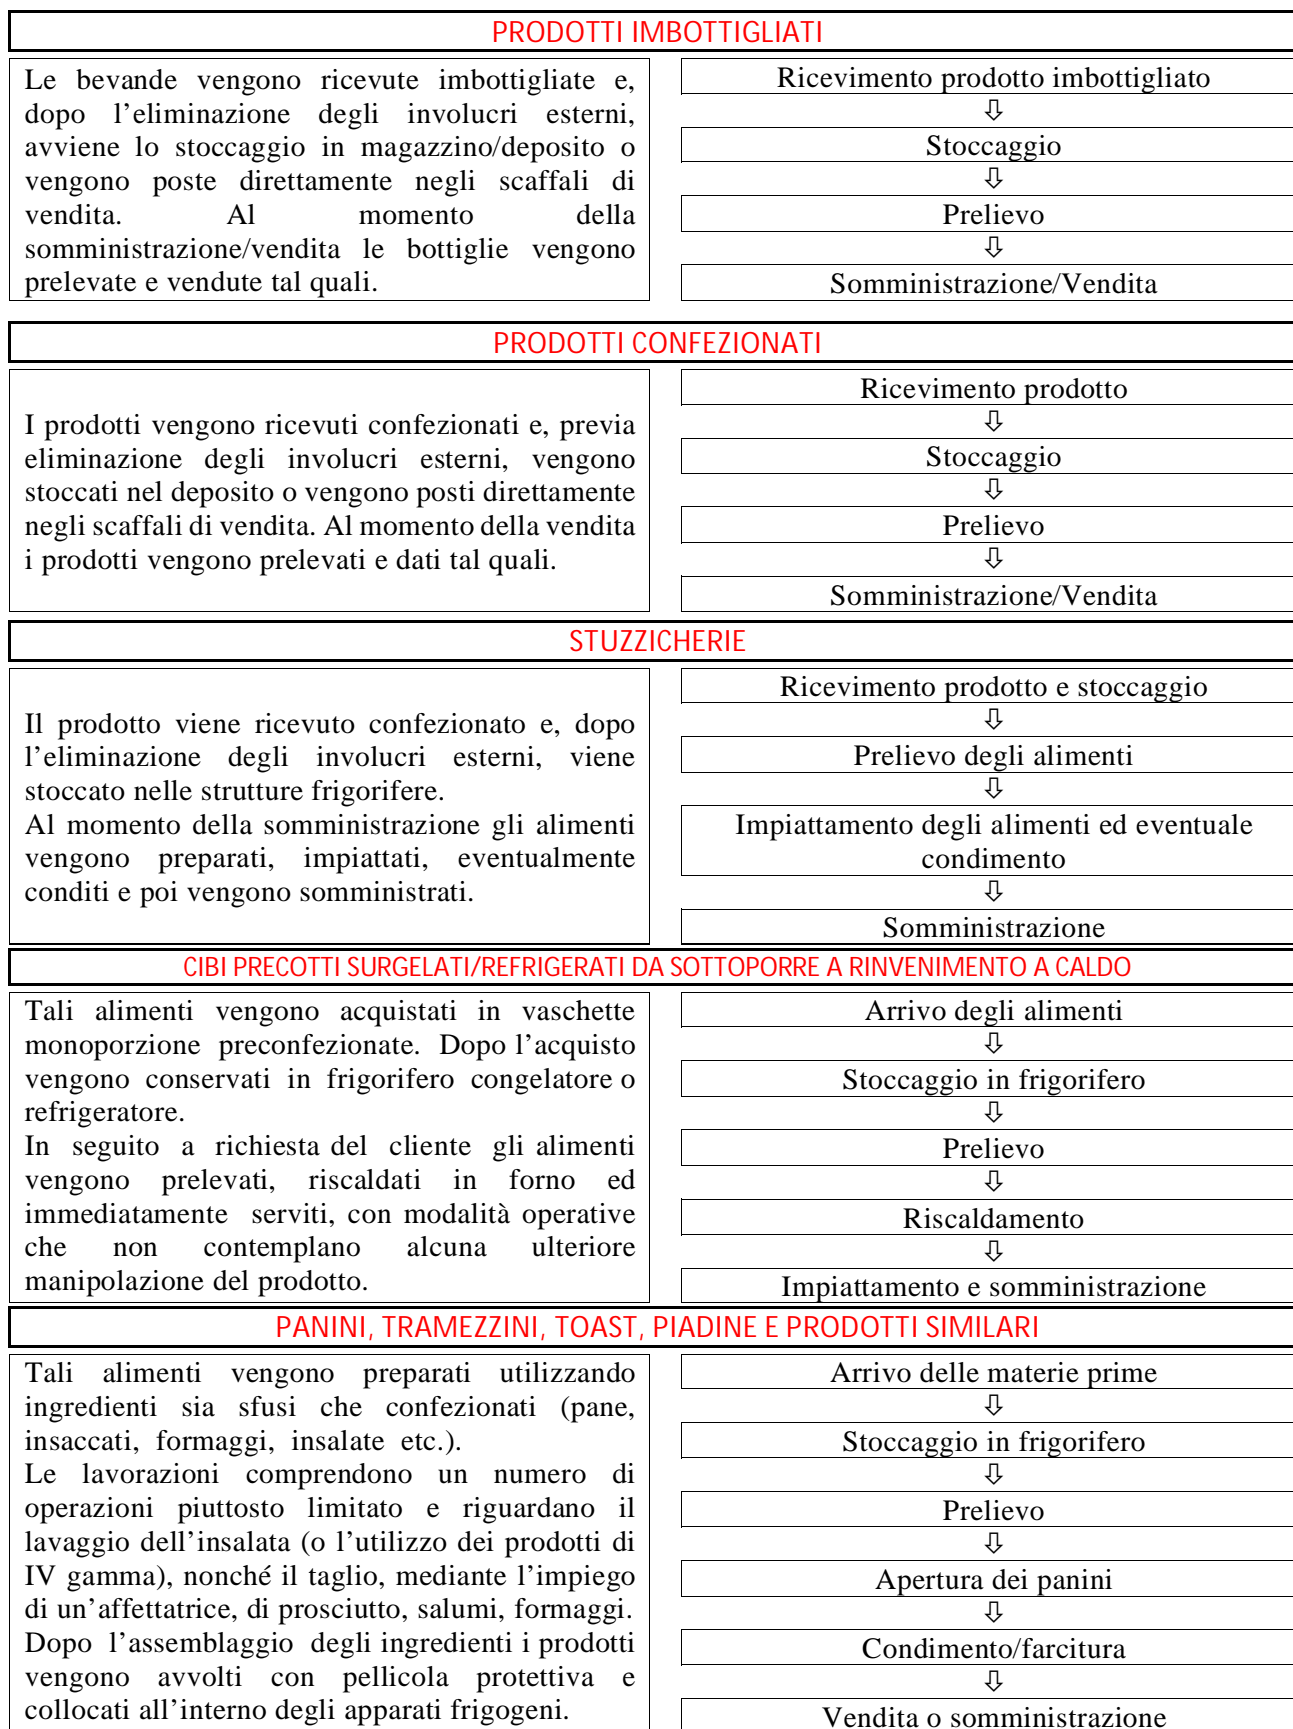 PRODOTTI IMBOTTIGLIATI
Le bevande vengono ricevute imbottigliate e,
dopo l’eliminazione degli involucri esterni,
avviene lo stoccaggio in magazzino/deposito o
vengono poste direttamente negli scaffali di
vendita. Al momento della
somministrazione/vendita le bottiglie vengono
prelevate e vendute tal quali.
Ricevimento prodotto imbottigliato
⇩
Stoccaggio
⇩
Prelievo
⇩
Somministrazione/Vendita
PRODOTTI CONFEZIONATI
I prodotti vengono ricevuti confezionati e, previa
eliminazione degli involucri esterni, vengono
stoccati nel deposito o vengono posti direttamente
negli scaffali di vendita. Al momento della vendita
i prodotti vengono prelevati e dati tal quali.
Ricevimento prodotto
⇩
Stoccaggio
⇩
Prelievo
⇩
Somministrazione/Vendita
STUZZICHERIE
Il prodotto viene ricevuto confezionato e, dopo
l’eliminazione degli involucri esterni, viene
stoccato nelle strutture frigorifere.
Al momento della somministrazione gli alimenti
vengono preparati, impiattati, eventualmente
conditi e poi vengono somministrati.
Ricevimento prodotto e stoccaggio
⇩
Prelievo degli alimenti
⇩
Impiattamento degli alimenti ed eventuale
condimento
⇩
Somministrazione
CIBI PRECOTTI SURGELATI/REFRIGERATI DA SOTTOPORRE A RINVENIMENTO A CALDO
Tali alimenti vengono acquistati in vaschette
monoporzione preconfezionate. Dopo l’acquisto
vengono conservati in frigorifero congelatore o
refrigeratore.
In seguito a richiesta del cliente gli alimenti
vengono prelevati, riscaldati in forno ed
immediatamente serviti, con modalità operative
che non contemplano alcuna ulteriore
manipolazione del prodotto.
Arrivo degli alimenti
⇩
Stoccaggio in frigorifero
⇩
Prelievo
⇩
Riscaldamento
⇩
Impiattamento e somministrazione
PANINI, TRAMEZZINI, TOAST, PIADINE E PRODOTTI SIMILARI
Tali alimenti vengono preparati utilizzando
ingredienti sia sfusi che confezionati (pane,
insaccati, formaggi, insalate etc.).
Le lavorazioni comprendono un numero di
operazioni piuttosto limitato e riguardano il
lavaggio dell’insalata (o l’utilizzo dei prodotti di
IV gamma), nonché il taglio, mediante l’impiego
di un’affettatrice, di prosciutto, salumi, formaggi.
Dopo l’assemblaggio degli ingredienti i prodotti
vengono avvolti con pellicola protettiva e
collocati all’interno degli apparati frigogeni.
Arrivo delle materie prime
⇩
Stoccaggio in frigorifero
⇩
Prelievo
⇩
Apertura dei panini
⇩
Condimento/farcitura
⇩
Vendita o somministrazione